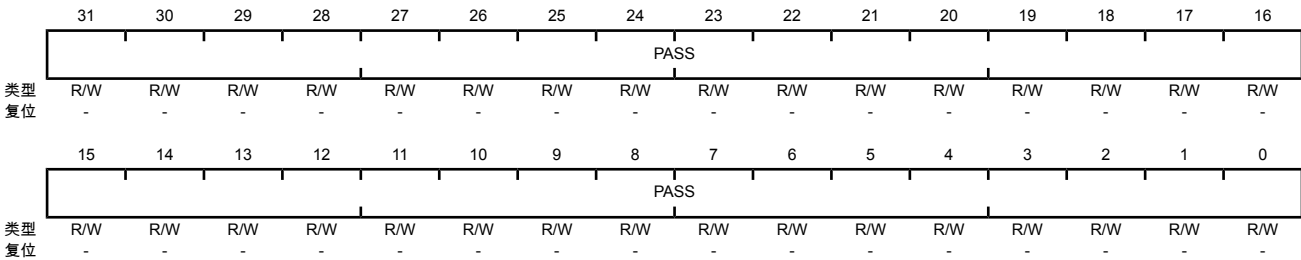 31 30 29 28 27 26 25 24 23 22 21 20 19 18 17 16
PASS
类型 R/W R/W R/W R/W R/W R/W R/W R/W R/W R/W R/W R/W R/W R/W R/W R/W
复位 - - - - - - - - - - - - - - - -
15 14 13 12 11 10 9 8 7 6 5 4 3 2 1 0
PASS
类型 R/W R/W R/W R/W R/W R/W R/W R/W R/W R/W R/W R/W R/W R/W R/W R/W
复位 - - - - - - - - - - - - - - - -